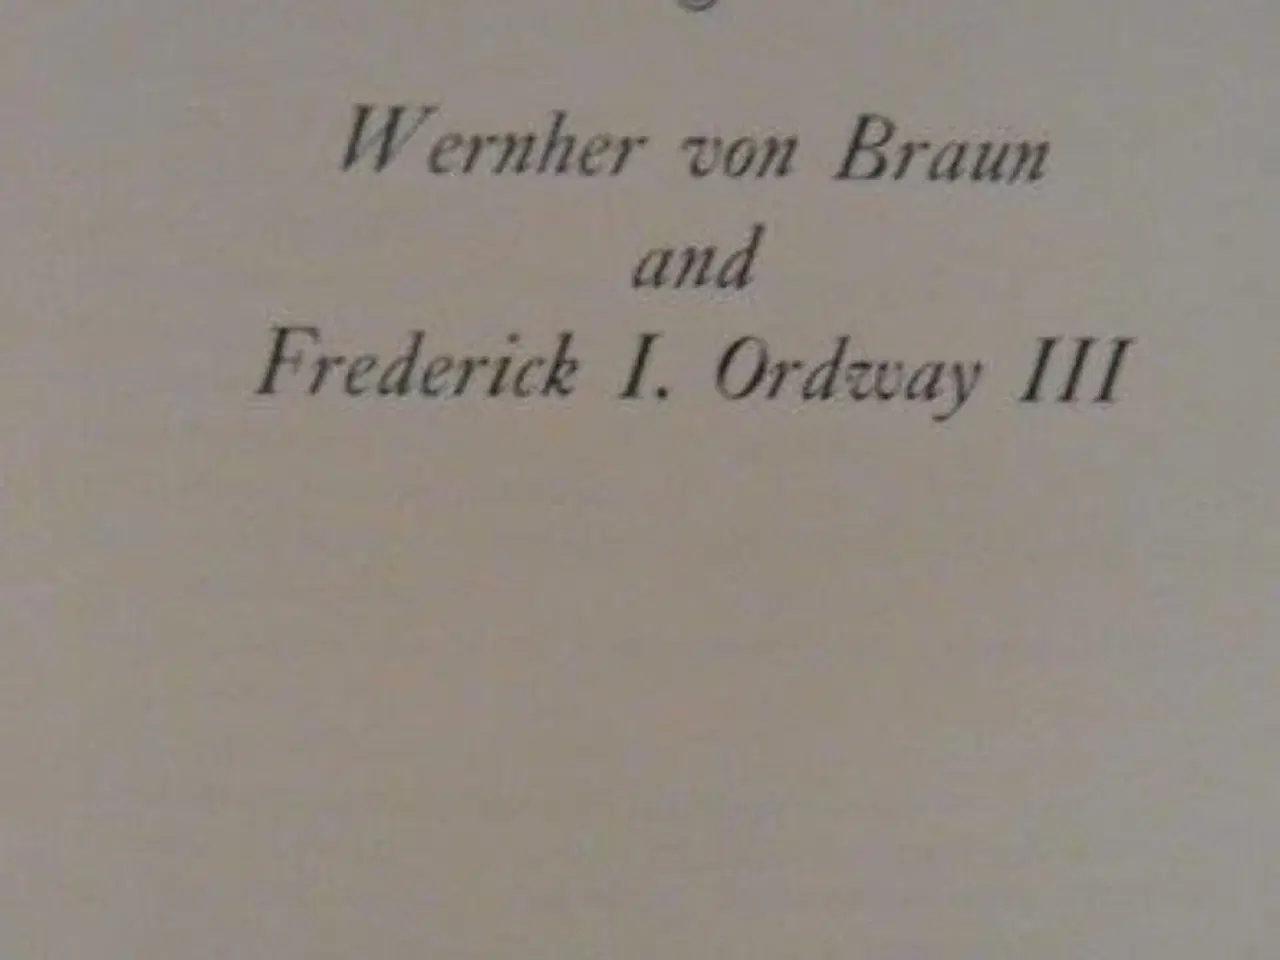 Wernher von Braun
and
Frederick I. Ordway III